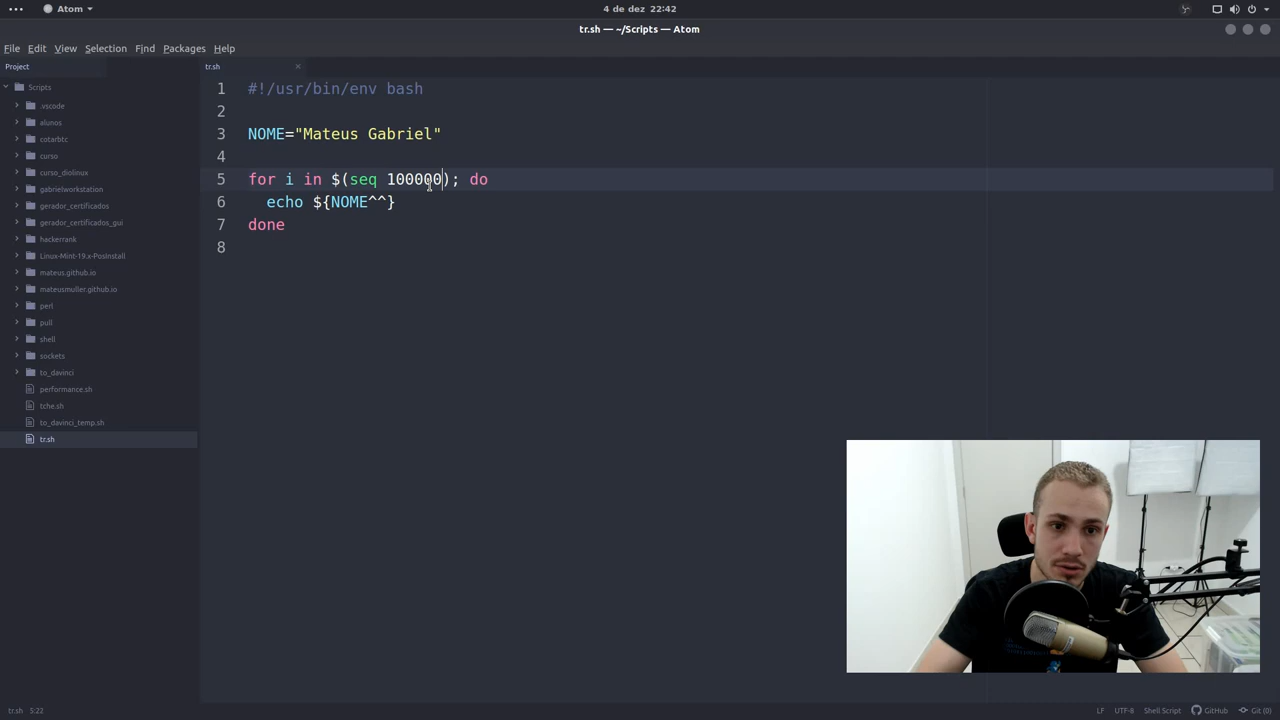 Atom
4 de dez 22:42
tr.sh — ~/Scripts — Atom
File Edit View Selection Find Packages Help
Project
tr.sh
Scripts
.vscode
alunos
cotarbtc
curso
curso_diolinux
gabrielworkstation
gerador_certificados
gerador_certificados_gui
hackerrank
Linux-Mint-19.x-PosInstall
mateus.github.io
mateusmuller.github.io
perl
pull
shell
sockets
to_davinci
performance.sh
tche.sh
to_davinci_temp.sh
tr.sh
1 #!/usr/bin/env bash
2
3 NOME="Mateus Gabriel"
4
5 for i in $(seq 100000); do
6 echo ${NOME^^}
7 done
8
tr.sh 5:22
LF UTF-8 Shell Script GitHub Git (0)